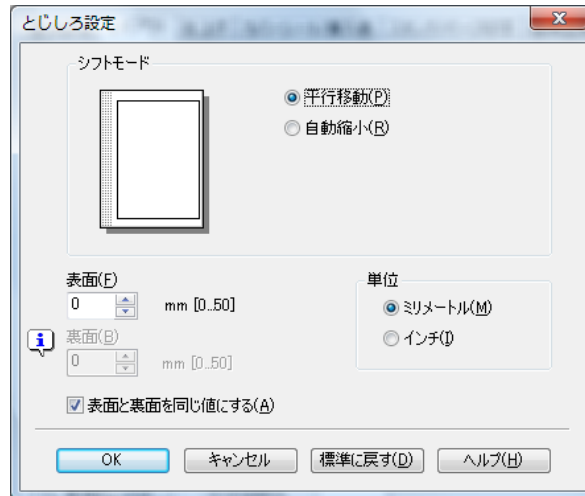 とじしろ設定
シフトモード
平行移動(P)
自動縮小(R)
表面(F)
0 mm [0..50]
裏面(B)
0 mm [0..50]
表面と裏面を同じ値にする(A)
単位
ミリメートル(M)
インチ(I)
OK キャンセル 標準に戻す(D) ヘルプ(H)